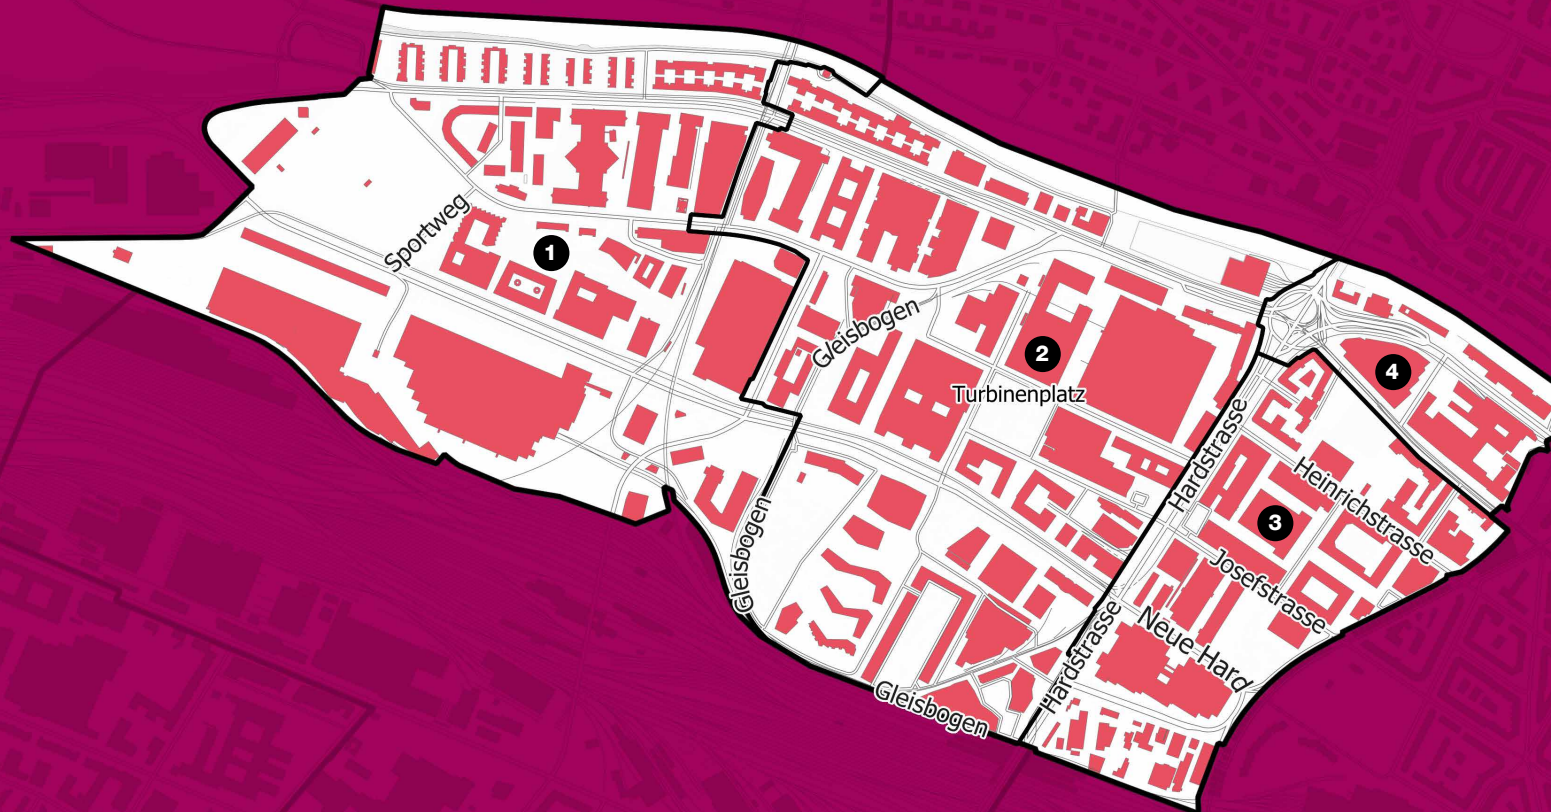 Sportweg
1
Gleisbogen
2
Turbinenplatz
4
Hardstrasse
Heinrichstrasse
3
Gleisbogen
Josefstrasse
Hardstrasse
Neue Hard
Gleisbogen